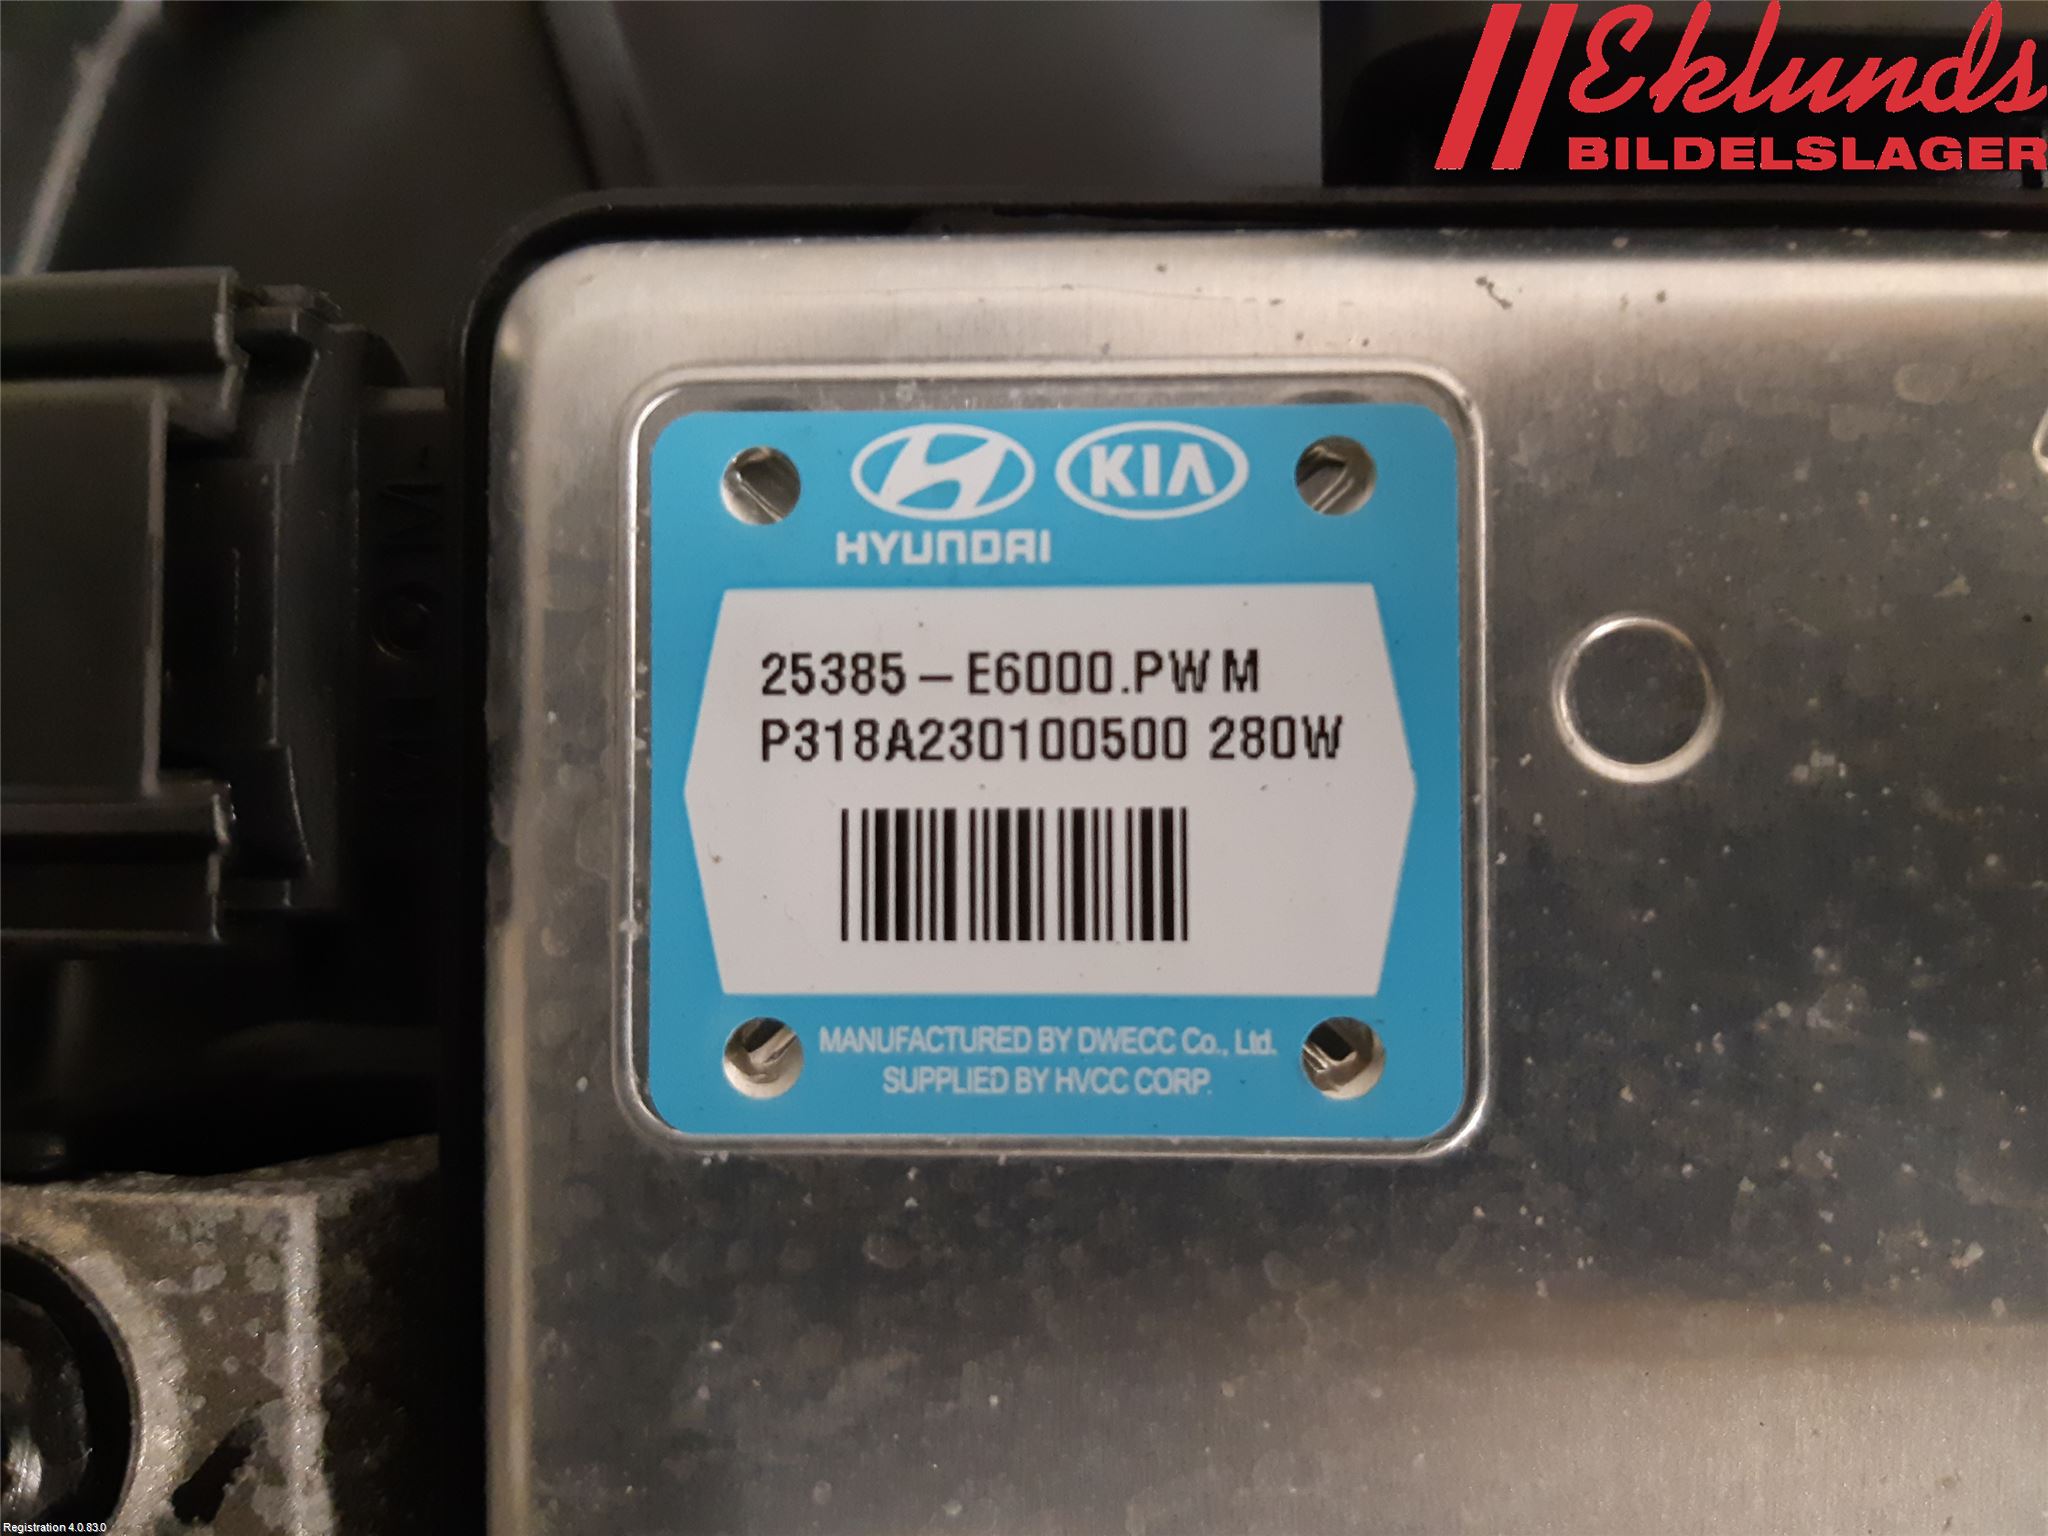 Eklunds
BILDELSLAGER
KIA
HYUNDAI
25385-E6000.PWM
P318A230100500 280W
MANUFACTURED BY DWECC Co., Ltd.
SUPPLIED BY HVCC CORP.
Registration 4.0.83.0